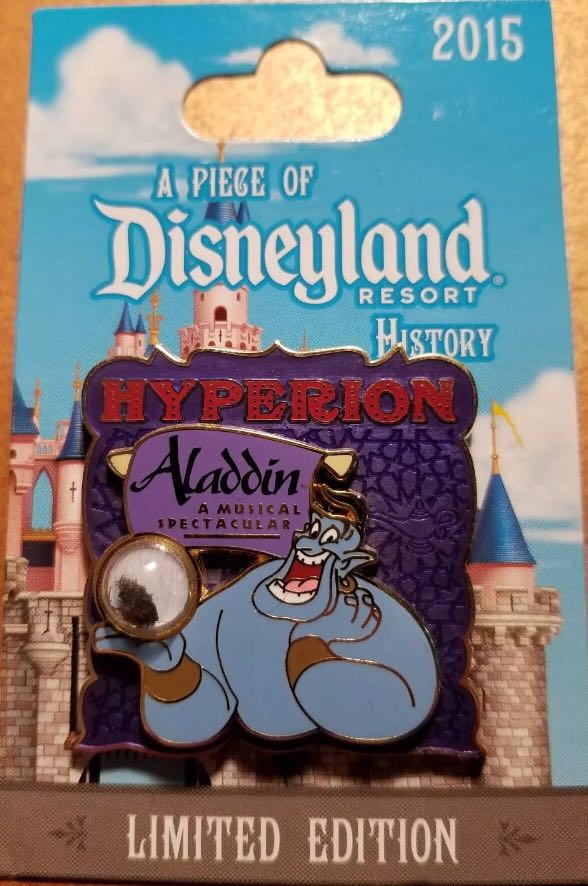 2015
A PIECE OF
Disneyland®
RESORT
HISTORY
HYPERION
Aladdin
A MUSICAL
SPECTACULAR
LIMITED EDITION